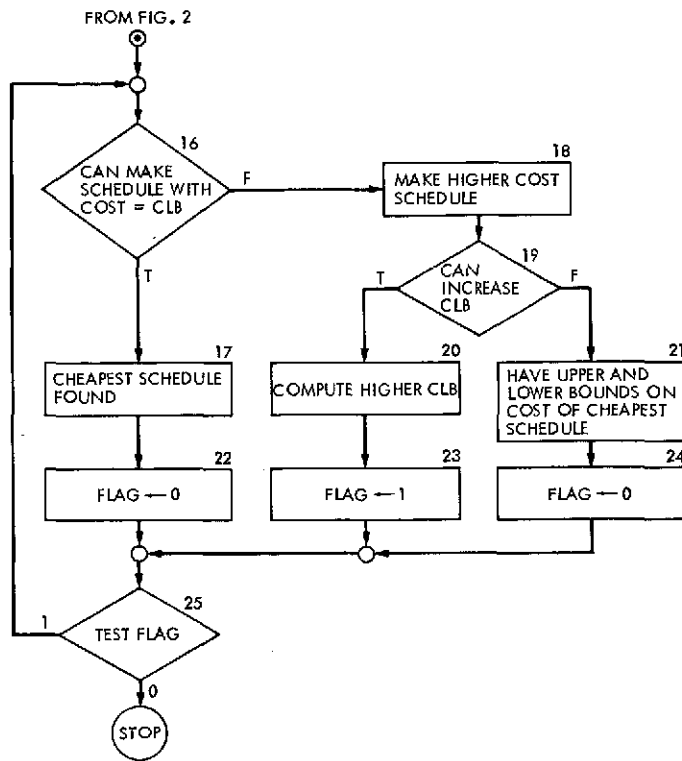 FROM FIG. 2
16
CAN MAKE
SCHEDULE WITH
COST = CLB
F
T
18
MAKE HIGHER COST
SCHEDULE
19
CAN
INCREASE
CLB
T
F
17
CHEAPEST SCHEDULE
FOUND
20
COMPUTE HIGHER CLB
21
HAVE UPPER AND
LOWER BOUNDS ON
COST OF CHEAPEST
SCHEDULE
22
FLAG ← 0
23
FLAG ← 1
24
FLAG ← 0
25
TEST FLAG
1
0
STOP